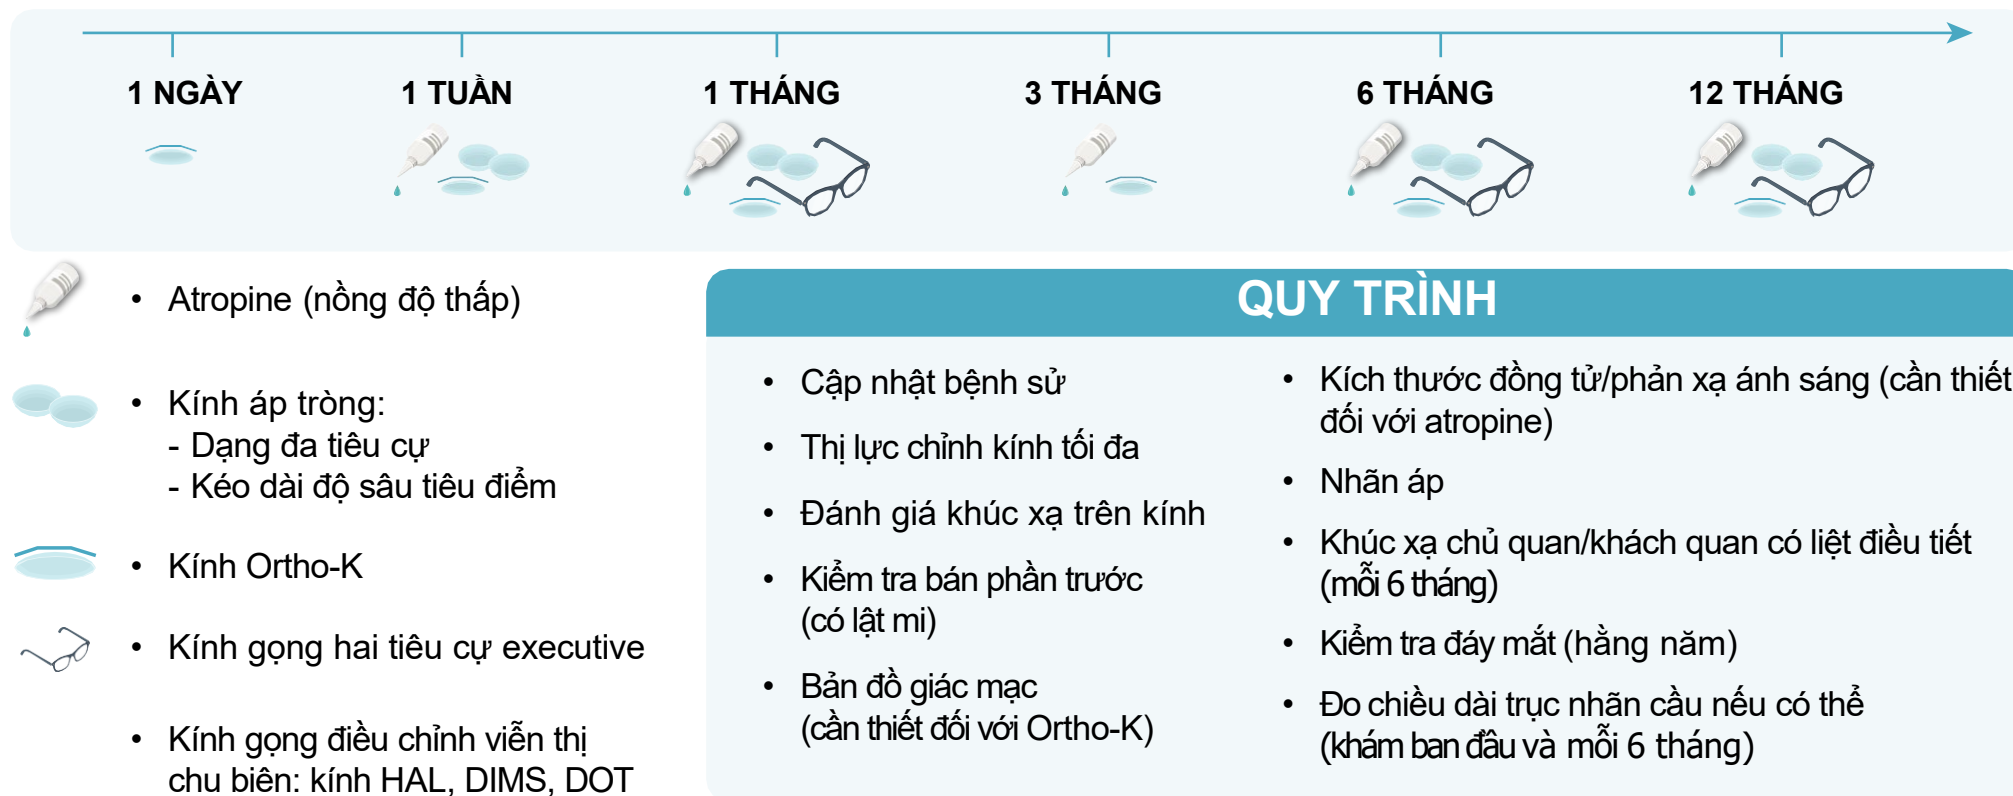 1 NGÀY
1 TUẦN
1 THÁNG
3 THÁNG
6 THÁNG
12 THÁNG
• Atropine (nồng độ thấp)
• Kính áp tròng:
- Dạng đa tiêu cự
- Kéo dài độ sâu tiêu điểm
• Kính Ortho-K
• Kính gọng hai tiêu cự executive
• Kính gọng điều chỉnh viễn thị
chu biên: kính HAL, DIMS, DOT
QUY TRÌNH
• Cập nhật bệnh sử
• Thị lực chỉnh kính tối đa
• Đánh giá khúc xạ trên kính
• Kiểm tra bán phần trước
(có lật mi)
• Bản đồ giác mạc
(cần thiết đối với Ortho-K)
• Kích thước đồng tử/phản xạ ánh sáng (cần thiết
đối với atropine)
• Nhãn áp
• Khúc xạ chủ quan/khách quan có liệt điều tiết
(mỗi 6 tháng)
• Kiểm tra đáy mắt (hằng năm)
• Đo chiều dài trục nhãn cầu nếu có thể
(khám ban đầu và mỗi 6 tháng)